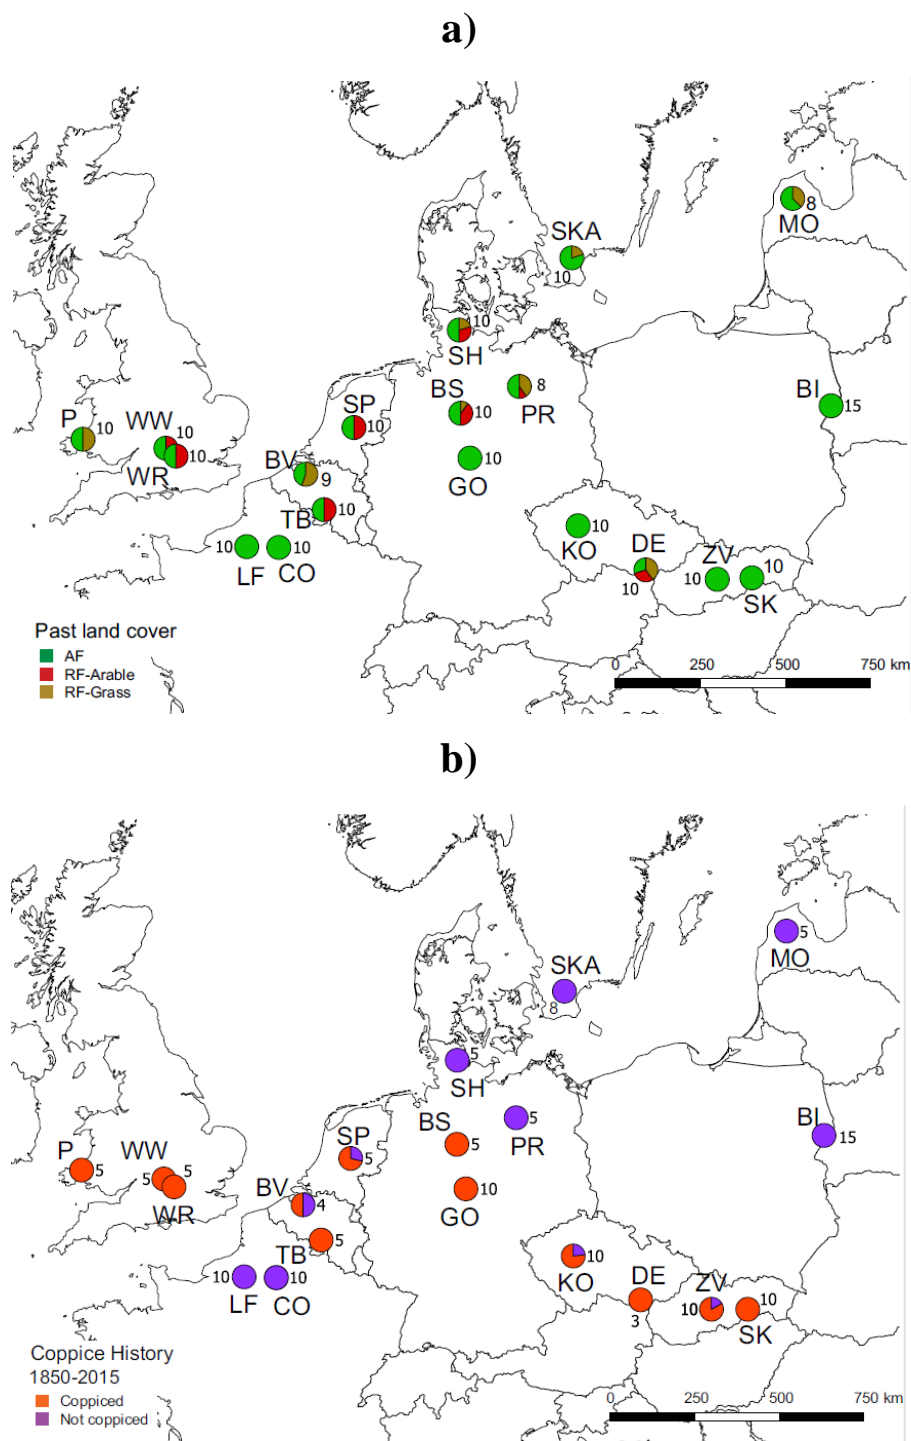 a)
MO
8
SKA
10
10
SH
BS
10
8
PR
BI
15
SP
10
P
10
WW
10
10
WR
BV
9
GO
10
TB
10
10
10
LF
CO
KO
10
DE
10
ZV
10
10
SK
Past land cover
AF
RF-Arable
RF-Grass
0
250
500
750 km
b)
5
MO
SKA
8
5
SH
BS
5
5
PR
BI
15
SP
5
P
5
WW
5
5
WR
BV
4
10
GO
TB
5
10
10
LF
CO
10
KO
DE
3
ZV
10
10
SK
Coppice History
1850-2015
Coppiced
Not coppiced
0
250
500
750 km